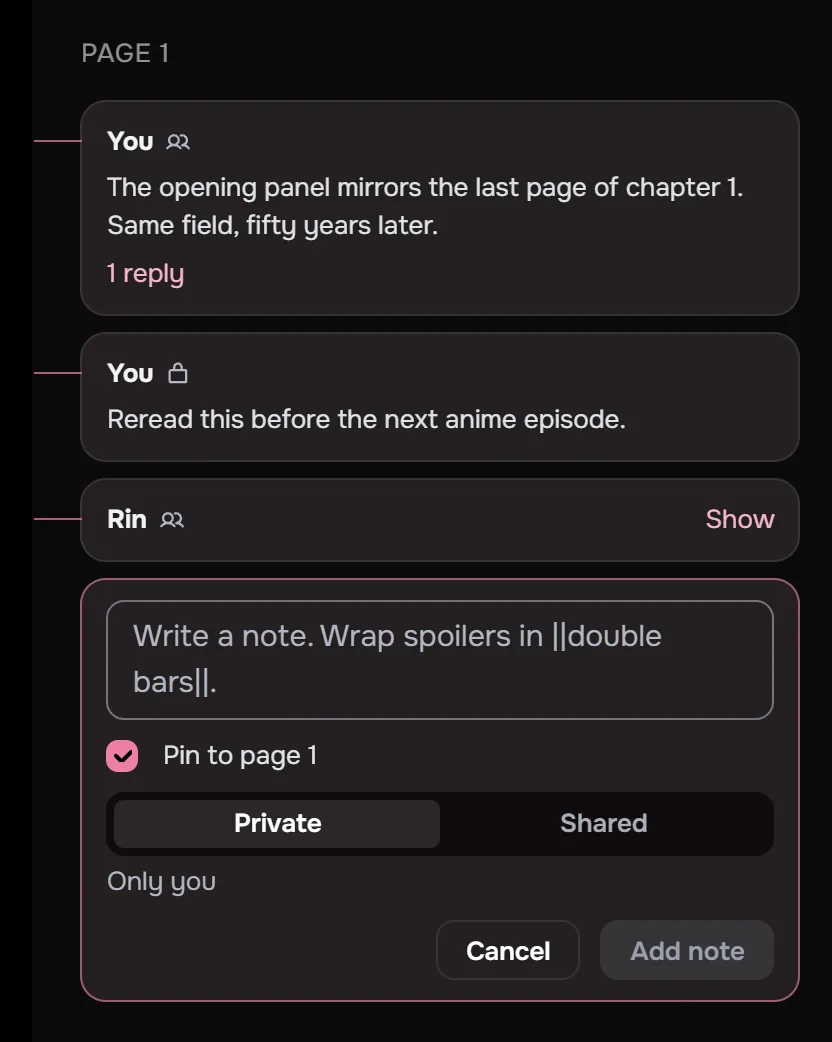 PAGE 1
You
The opening panel mirrors the last page of chapter 1.
Same field, fifty years later.
1 reply
You
Reread this before the next anime episode.
Rin
Show
Write a note. Wrap spoilers in ||double
bars||.
Pin to page 1
Private
Shared
Only you
Cancel
Add note